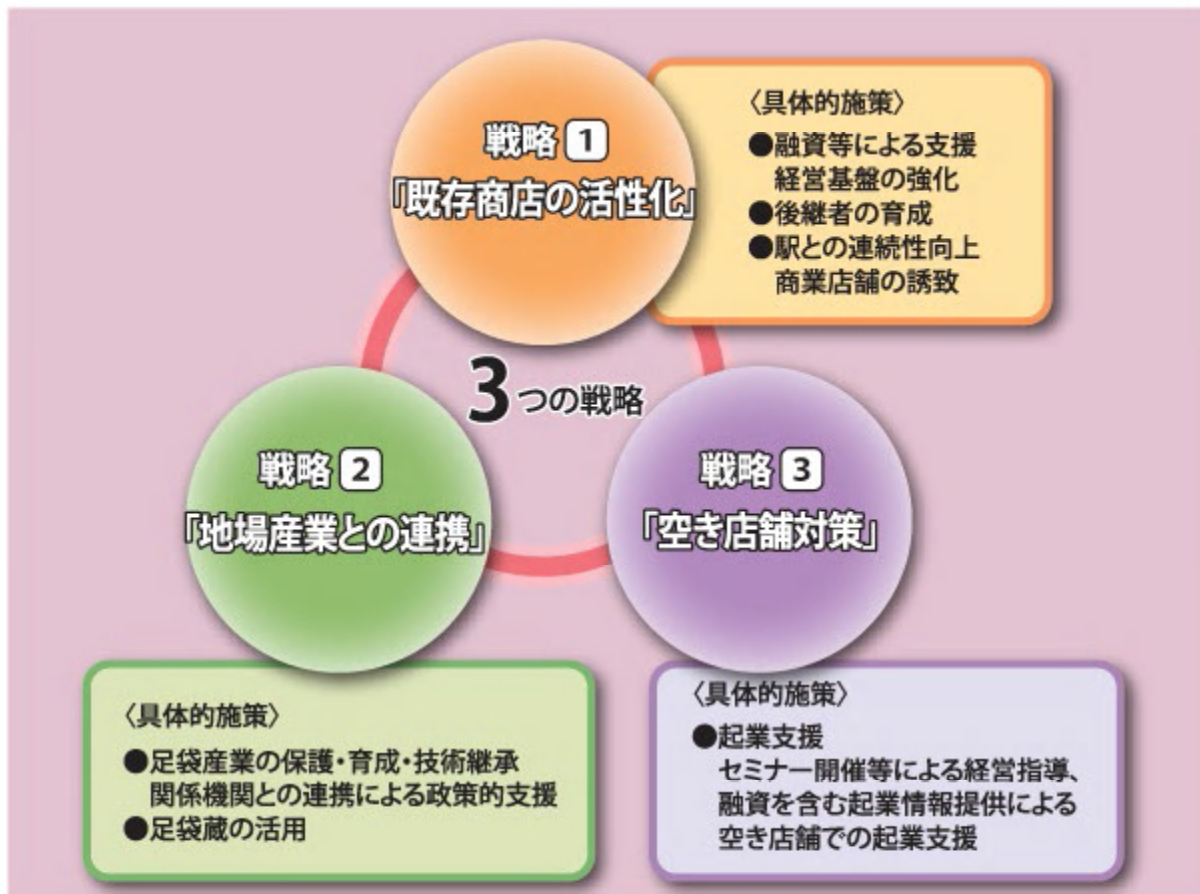 戦略 1
「既存商店の活性化」
〈具体的施策〉
●融資等による支援
経営基盤の強化
●後継者の育成
●駅との連続性向上
商業店舗の誘致
3つの戦略
戦略 2
「地場産業との連携」
〈具体的施策〉
●足袋産業の保護・育成・技術継承
関係機関との連携による政策的支援
●足袋蔵の活用
戦略 3
「空き店舗対策」
〈具体的施策〉
●起業支援
セミナー開催等による経営指導、
融資を含む起業情報提供による
空き店舗での起業支援